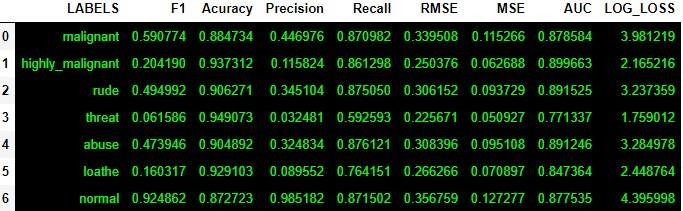 LABELS F1 Acuracy Precision Recall RMSE MSE AUC LOG_LOSS
0 malignant 0.590774 0.884734 0.446976 0.870982 0.339508 0.115266 0.878584 3.981219
1 highly_malignant 0.204190 0.937312 0.115824 0.861298 0.250376 0.062688 0.899663 2.165216
2 rude 0.494992 0.906271 0.345104 0.875050 0.306152 0.093729 0.891525 3.237359
3 threat 0.061586 0.949073 0.032481 0.592593 0.225671 0.050927 0.771337 1.759012
4 abuse 0.473946 0.904892 0.324834 0.876121 0.308396 0.095108 0.891246 3.284978
5 loathe 0.160317 0.929103 0.089552 0.764151 0.266266 0.070897 0.847364 2.448764
6 normal 0.924862 0.872723 0.985182 0.871502 0.356759 0.127277 0.877535 4.395998